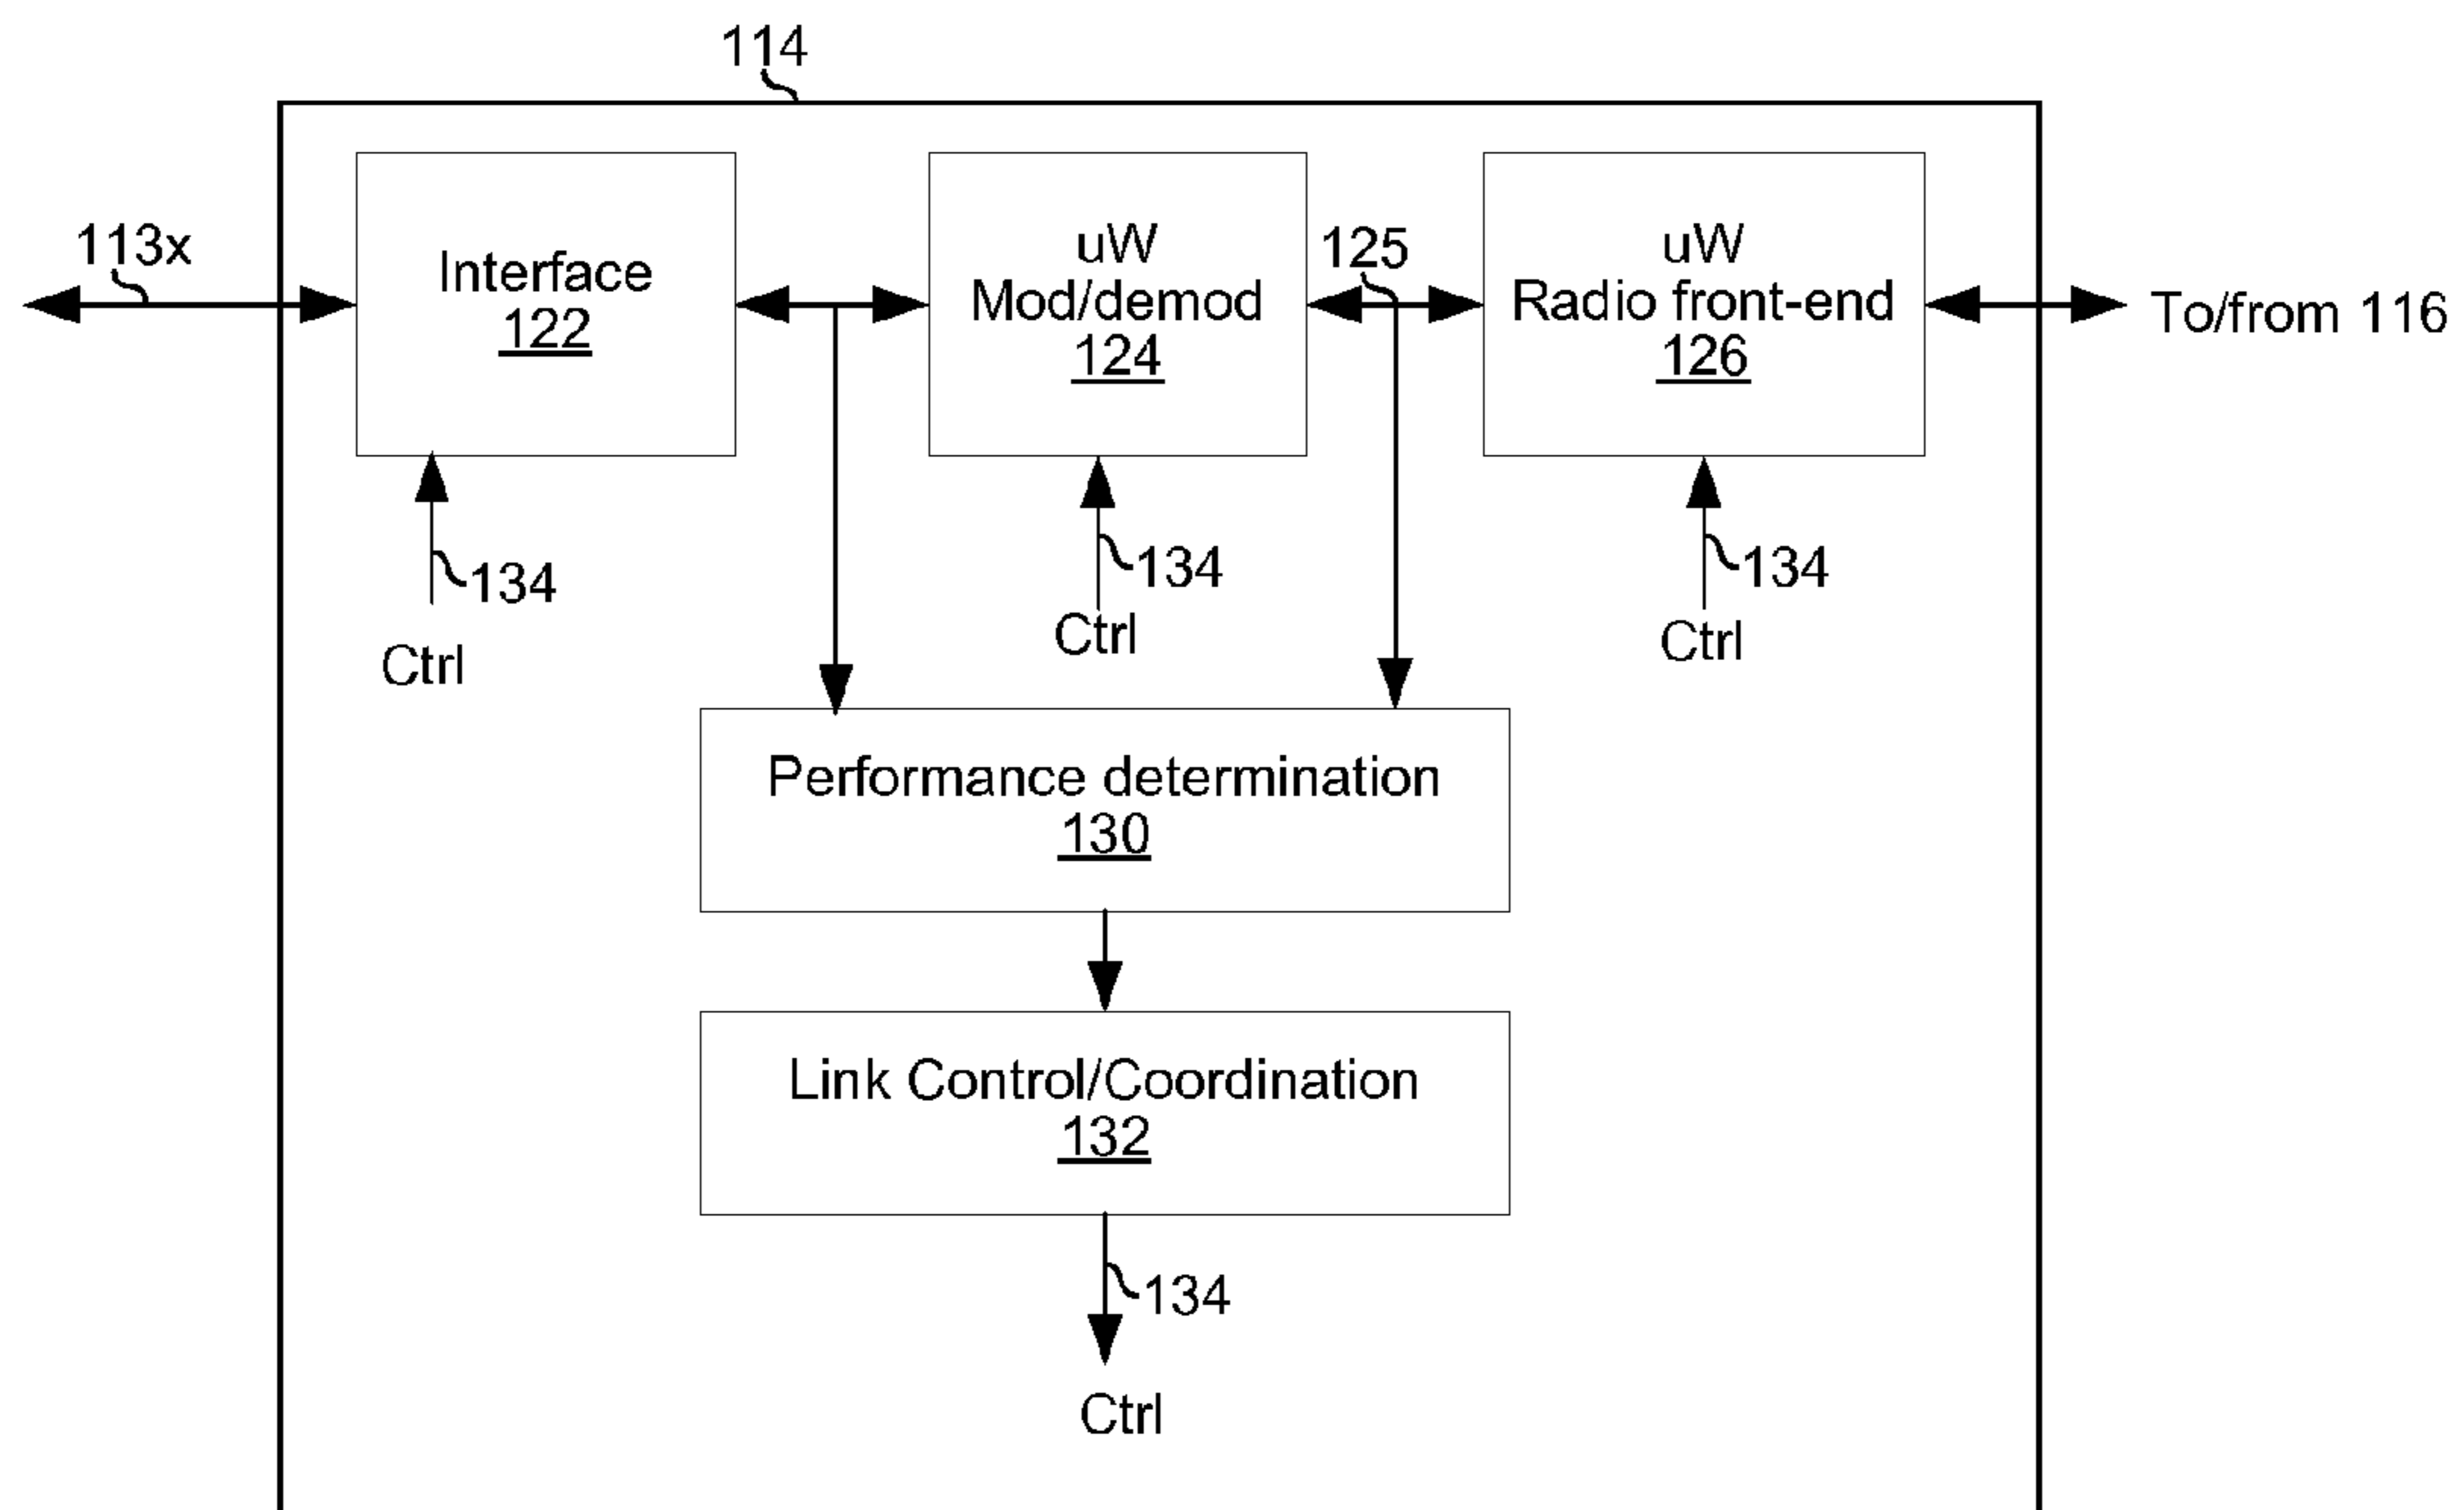 114
113x
Interface
122
uW
Mod/demod
124
125
uW
Radio front-end
126
To/from 116
134
Ctrl
134
Ctrl
134
Ctrl
Performance determination
130
Link Control/Coordination
132
134
Ctrl